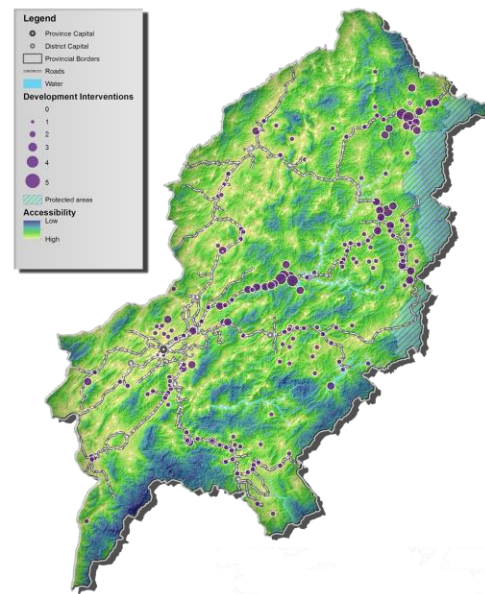 Legend
Province Capital
District Capital
Provincial Borders
Roads
Water
Development Interventions
0
1
2
3
4
5
Protected areas
Accessibility
Low
High